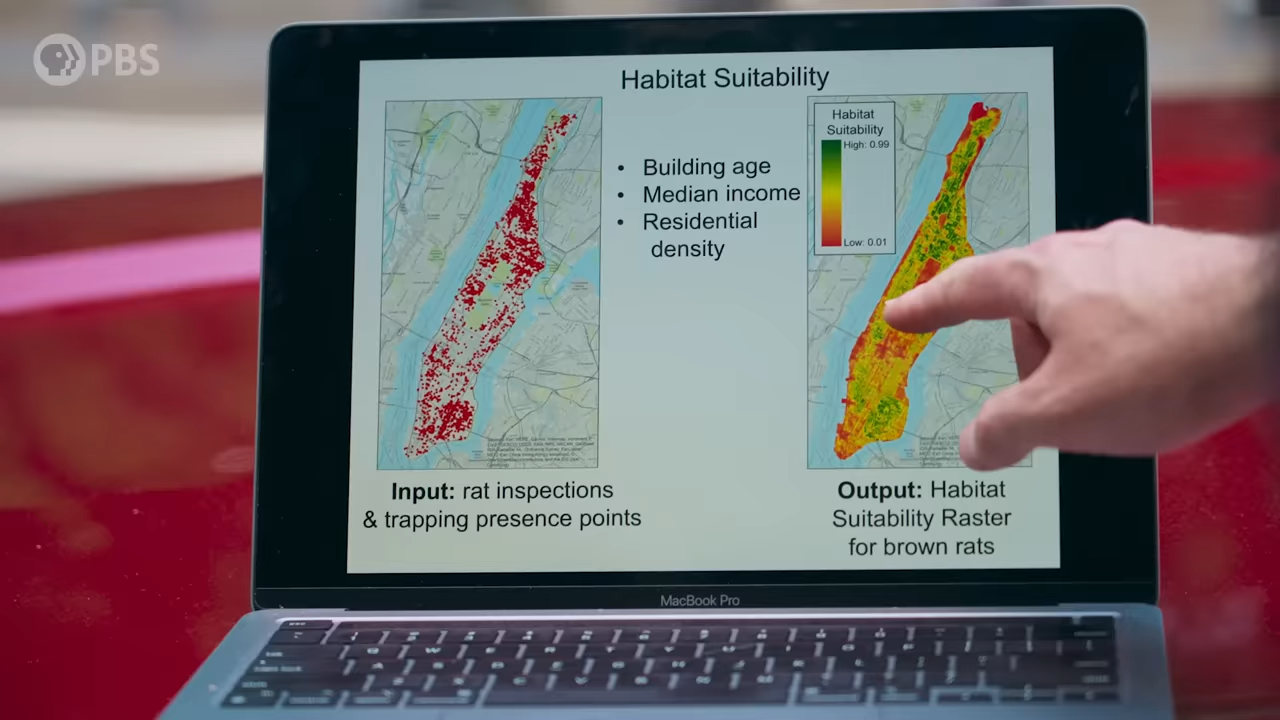 PBS
Habitat Suitability
• Building age
• Median income
• Residential
density
Habitat
Suitability
High: 0.99
Low: 0.01
Input: rat inspections
& trapping presence points
Output: Habitat
Suitability Raster
for brown rats
MacBook Pro